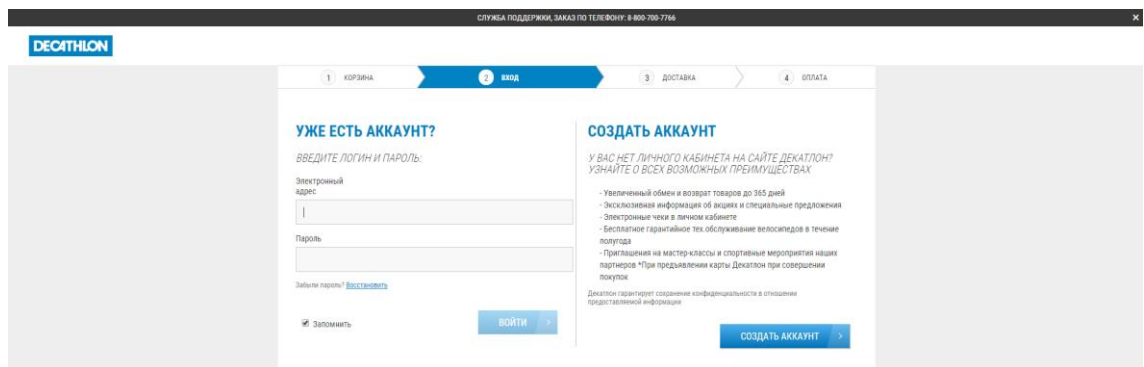 СЛУЖБА ПОДДЕРЖКИ, ЗАКАЗ ПО ТЕЛЕФОНУ: 8-800-700-7766 ×
DECATHLON
1 КОРЗИНА 2 ВХОД 3 ДОСТАВКА 4 ОПЛАТА
УЖЕ ЕСТЬ АККАУНТ?
ВВЕДИТЕ ЛОГИН И ПАРОЛЬ:
Электронный
адрес
Пароль
Забыли пароль? Восстановить
Запомнить
ВОЙТИ
СОЗДАТЬ АККАУНТ
У ВАС НЕТ ЛИЧНОГО КАБИНЕТА НА САЙТЕ ДЕКАТЛОН?
УЗНАЙТЕ О ВСЕХ ВОЗМОЖНЫХ ПРЕИМУЩЕСТВАХ
- Увеличенный обмен и возврат товаров до 365 дней
- Эксклюзивная информация об акциях и специальные предложения
- Электронные чеки в личном кабинете
- Бесплатное гарантийное тех.обслуживание велосипедов в течение
полугода
- Приглашения на мастер-классы и спортивные мероприятия наших
партнеров *При предъявлении карты Декатлон при совершении
покупок
Декатлон гарантирует сохранение конфиденциальности в отношении
предоставляемой информации
СОЗДАТЬ АККАУНТ